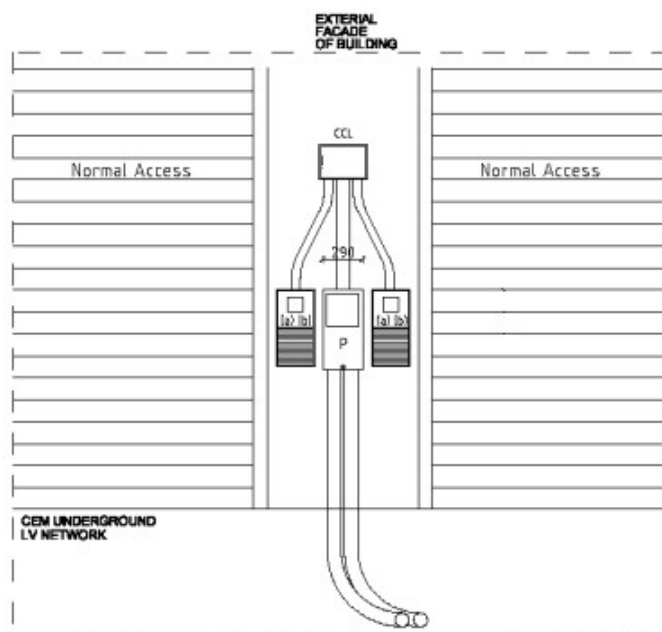 EXTERIAL
FACADE
OF BUILDING
CCL
Normal Access
Normal Access
290
(a) (b)
(a) (b)
P
CEM UNDERGROUND
LV NETWORK